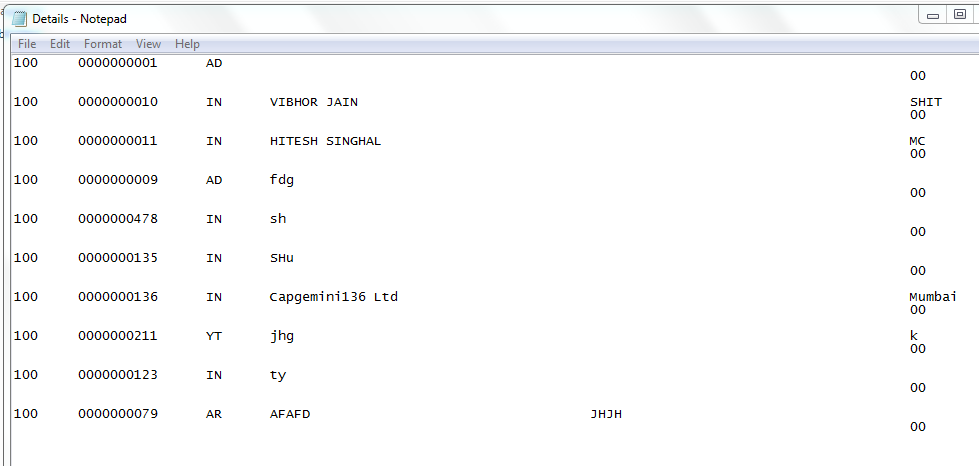 Details - Notepad
File Edit Format View Help
100 0000000001 AD
00
100 0000000010 IN VIBHOR JAIN SHIT
00
100 0000000011 IN HITESH SINGHAL MC
00
100 0000000009 AD fdg
00
100 0000000478 IN sh
00
100 0000000135 IN SHu
00
100 0000000136 IN Capgemini136 Ltd Mumbai
00
100 0000000211 YT jhg k
00
100 0000000123 IN ty
00
100 0000000079 AR AFAFD JHJH
00